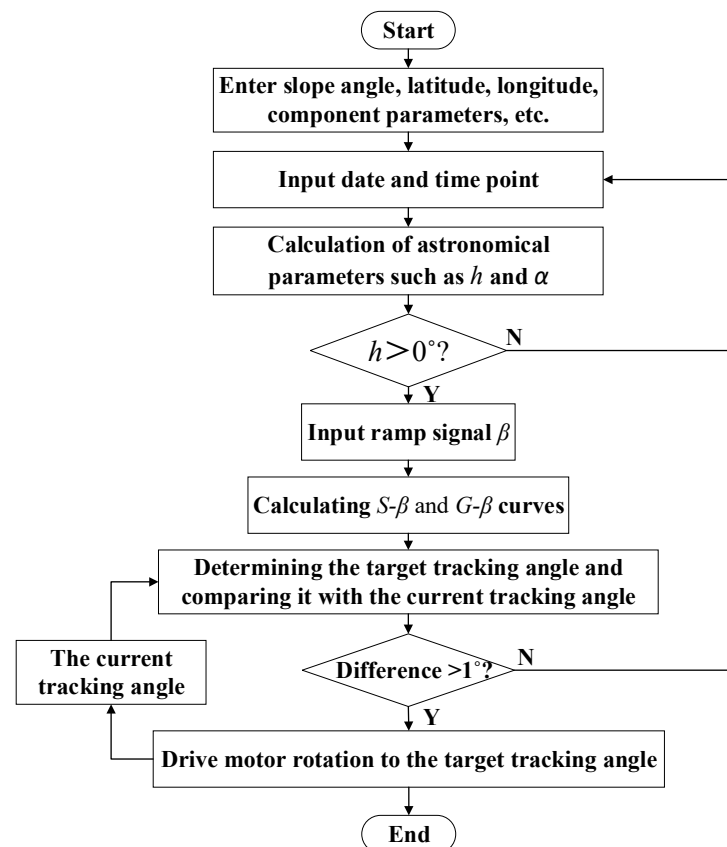 Start
Enter slope angle, latitude, longitude,
component parameters, etc.
Input date and time point
Calculation of astronomical
parameters such as h and α
h＞0°?
N
Y
Input ramp signal β
Calculating S-β and G-β curves
Determining the target tracking angle and
comparing it with the current tracking angle
The current
tracking angle
Difference >1°?
N
Y
Drive motor rotation to the target tracking angle
End